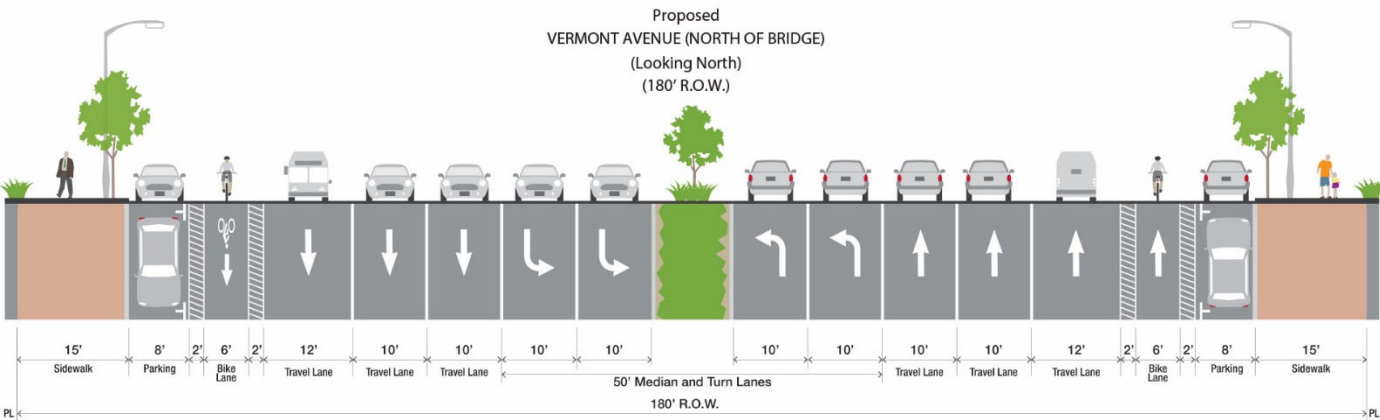 Proposed
VERMONT AVENUE (NORTH OF BRIDGE)
(Looking North)
(180' R.O.W.)
15' 8' 2' 6' 2' 12' 10' 10' 10' 10' 10' 10' 10' 10' 12' 2' 6' 2' 8' 15'
Sidewalk Parking Bike Lane Travel Lane Travel Lane Travel Lane Travel Lane Travel Lane Travel Lane Bike Lane Parking Sidewalk
50' Median and Turn Lanes
180' R.O.W.
PL PL